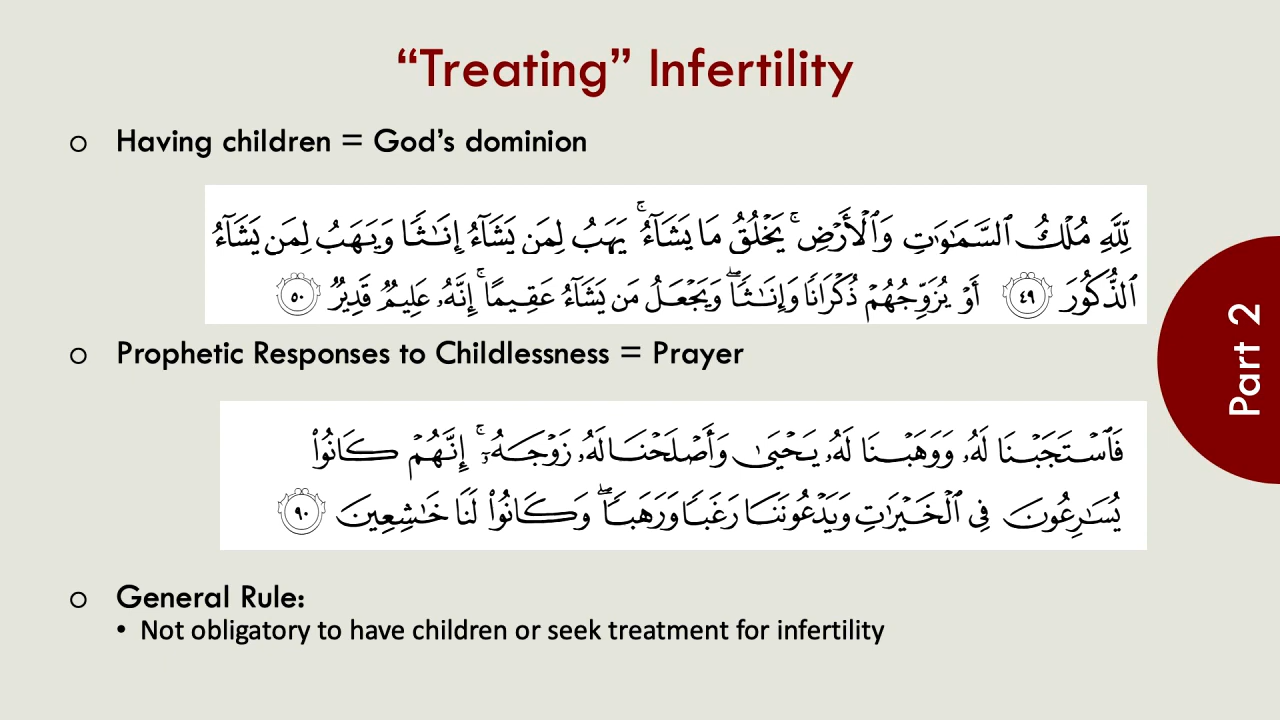 “Treating” Infertility
o Having children = God’s dominion
لِّلَّهِ مُلۡكُ ٱلسَّمَٰوَٰتِ وَٱلۡأَرۡضِۚ يَخۡلُقُ مَا يَشَآءُۚ يَهَبُ لِمَن يَشَآءُ إِنَٰثٗا وَيَهَبُ لِمَن يَشَآءُ
ٱلذُّكُورَ ٤٩ أَوۡ يُزَوِّجُهُمۡ ذُكۡرَانٗا وَإِنَٰثٗاۖ وَيَجۡعَلُ مَن يَشَآءُ عَقِيمًاۚ إِنَّهُۥ عَلِيمٞ قَدِيرٞ ٥٠
o Prophetic Responses to Childlessness = Prayer
فَٱسۡتَجَبۡنَا لَهُۥ وَوَهَبۡنَا لَهُۥ يَحۡيَىٰ وَأَصۡلَحۡنَا لَهُۥ زَوۡجَهُۥٓۚ إِنَّهُمۡ كَانُواْ
يُسَٰرِعُونَ فِي ٱلۡخَيۡرَٰتِ وَيَدۡعُونَنَا رَغَبٗا وَرَهَبٗاۖ وَكَانُواْ لَنَا خَٰشِعِينَ ٩٠
o General Rule:
• Not obligatory to have children or seek treatment for infertility
Part 2